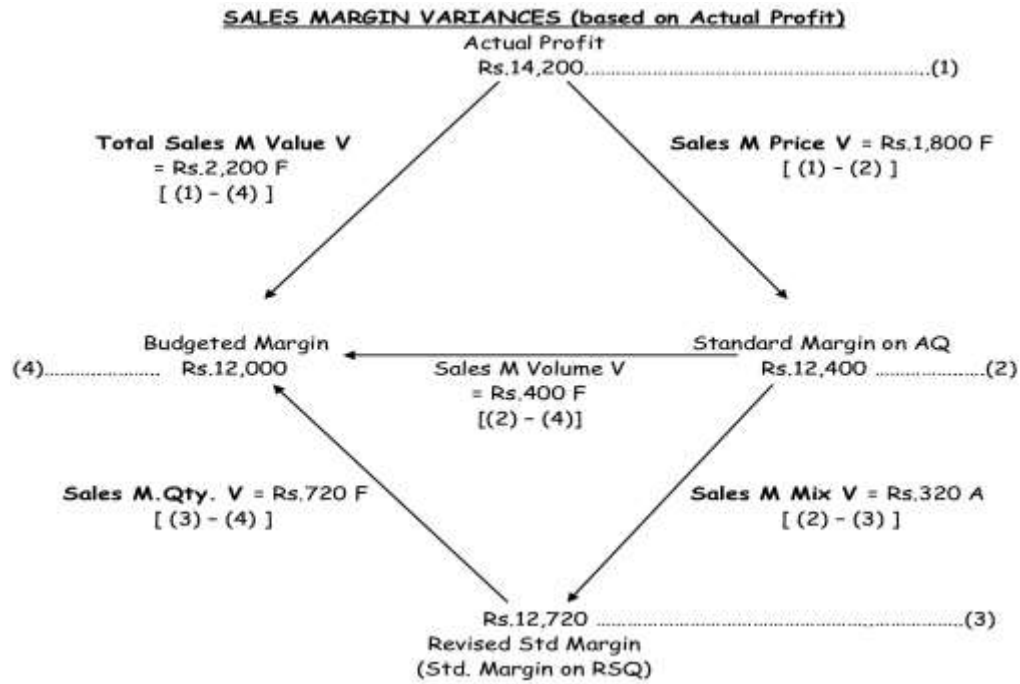 SALES MARGIN VARIANCES (based on Actual Profit)
Actual Profit
Rs.14,200..........................................................(1)
Total Sales M Value V
= Rs.2,200 F
[ (1) – (4) ]
Sales M Price V = Rs.1,800 F
[ (1) – (2) ]
Budgeted Margin
(4)..................... Rs.12,000
Sales M Volume V
= Rs.400 F
[(2) – (4)]
Standard Margin on AQ
Rs.12,400 ....................(2)
Sales M.Qty. V = Rs.720 F
[ (3) – (4) ]
Sales M Mix V = Rs.320 A
[ (2) – (3) ]
Rs.12,720 ..............................................................(3)
Revised Std Margin
(Std. Margin on RSQ)